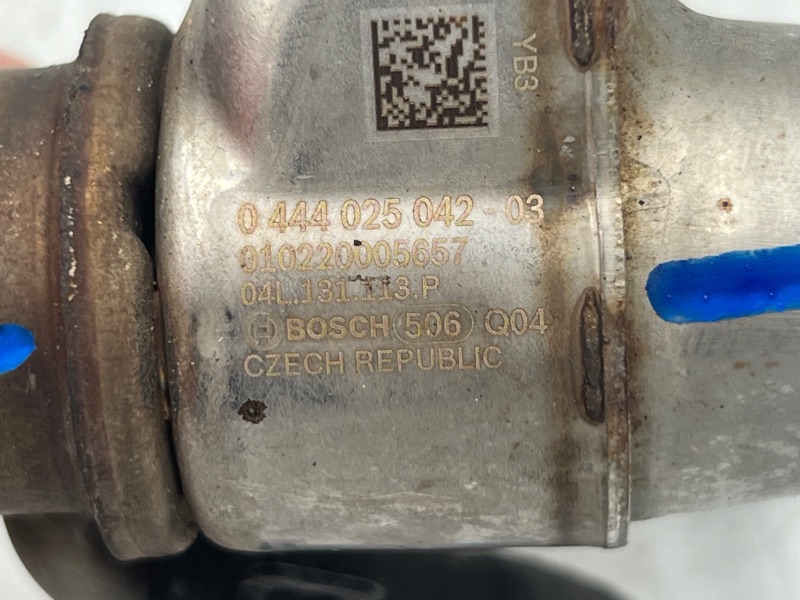 YB3
0 444 025 042 - 03
010220005657
04L.131.113.P
BOSCH 506 Q04
CZECH REPUBLIC